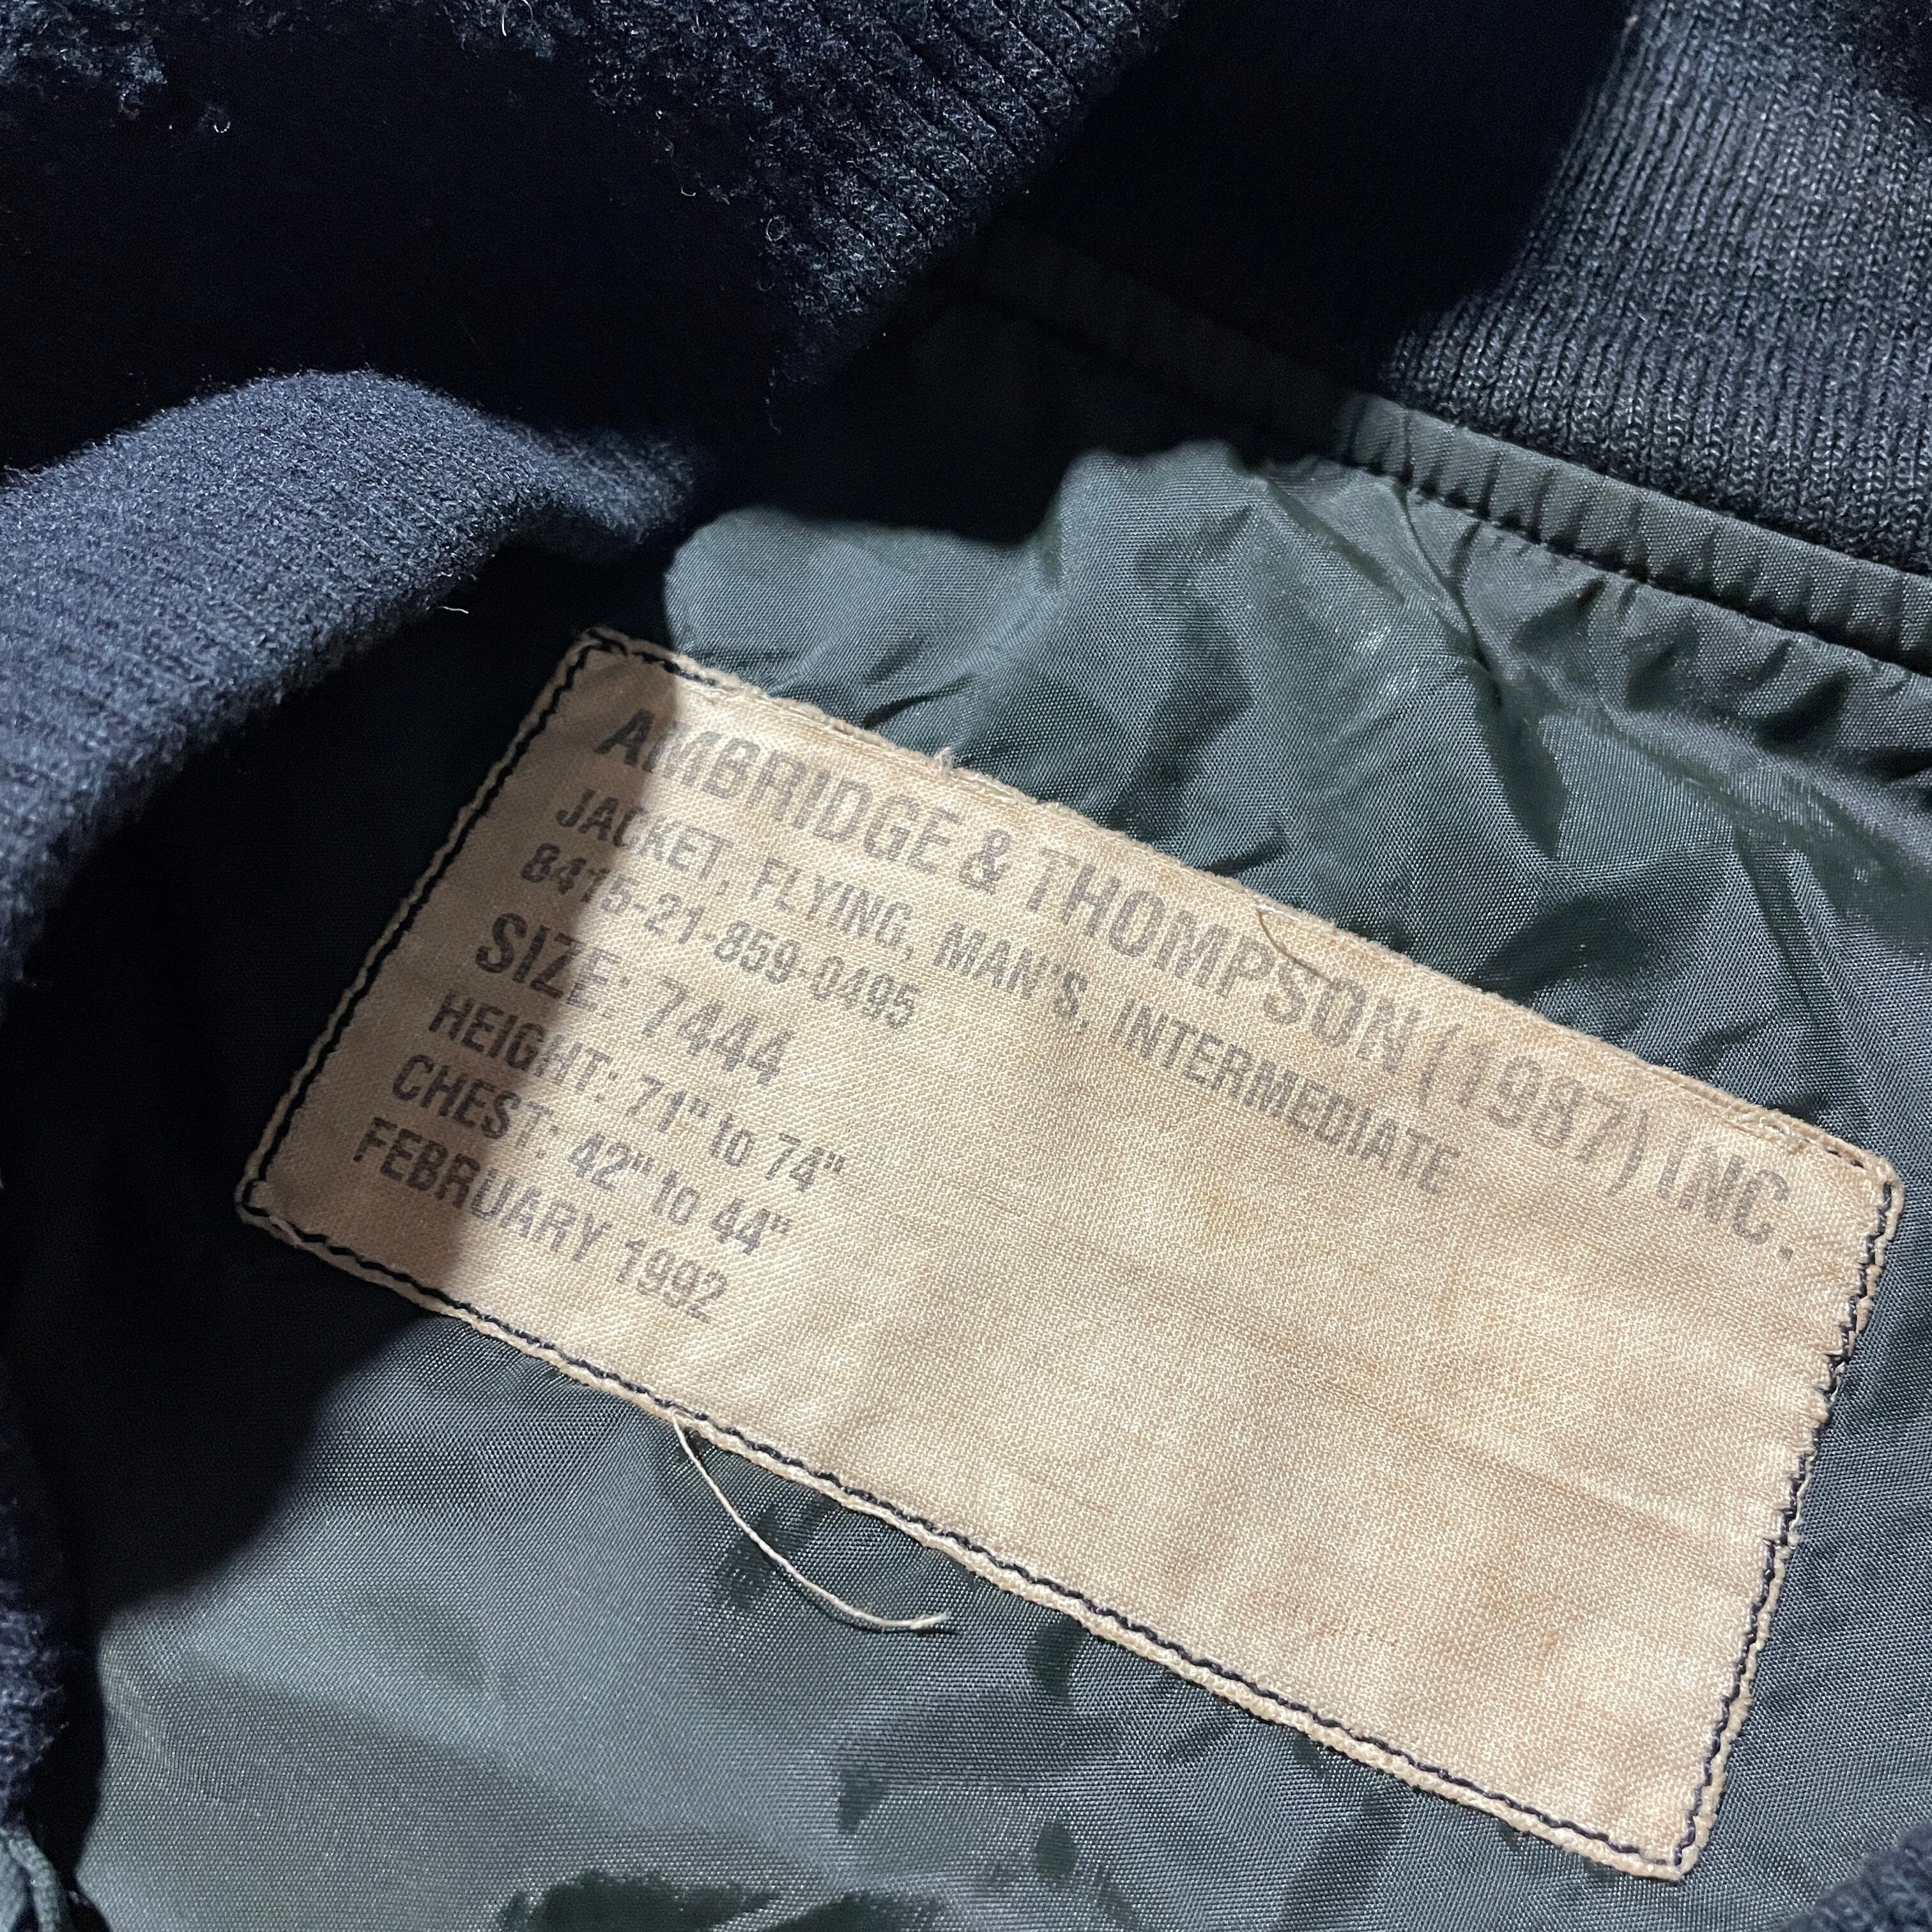 AMBRIDGE & THOMPSON (1987) INC.
JACKET, FLYING, MAN'S, INTERMEDIATE
8415-21-859-0495
SIZE: 7444
HEIGHT: 71" to 74"
CHEST: 42" to 44"
FEBRUARY 1992